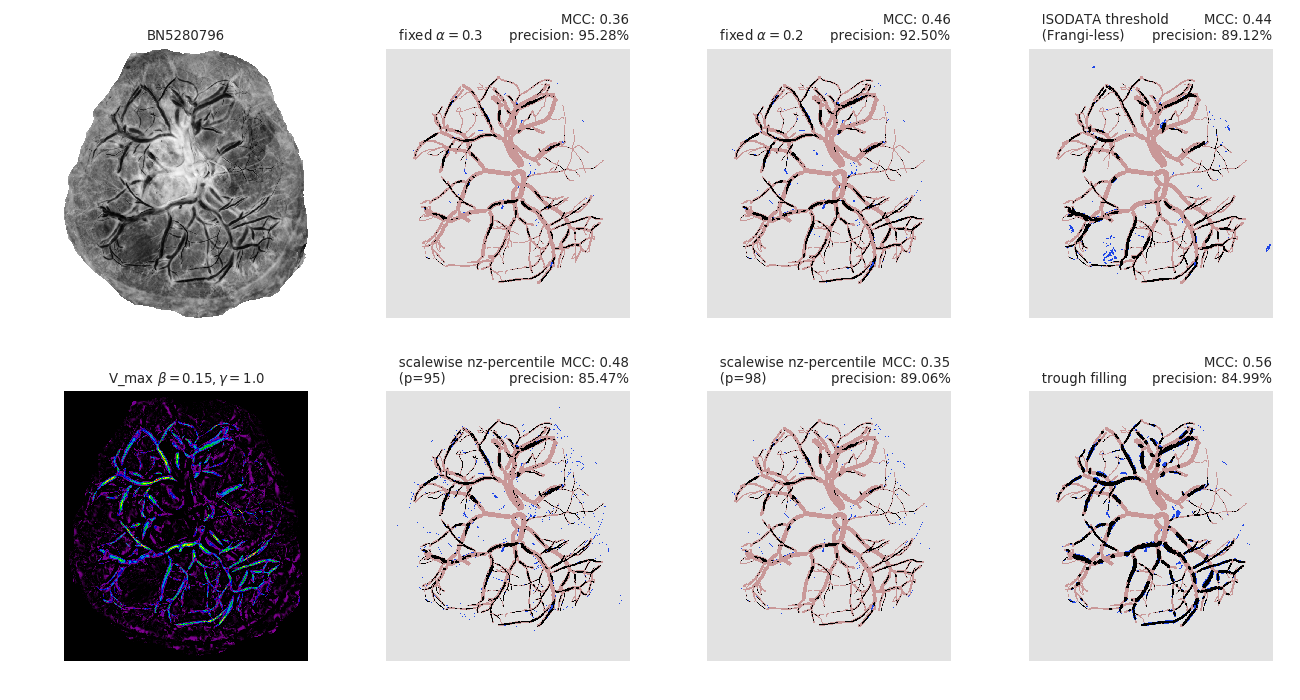 BN5280796
fixed α = 0.3
MCC: 0.36
precision: 95.28%
fixed α = 0.2
MCC: 0.46
precision: 92.50%
ISODATA threshold
(Frangi-less)
MCC: 0.44
precision: 89.12%
V_max β = 0.15, γ = 1.0
scalewise nz-percentile
(p=95)
MCC: 0.48
precision: 85.47%
scalewise nz-percentile
(p=98)
MCC: 0.35
precision: 89.06%
trough filling
MCC: 0.56
precision: 84.99%